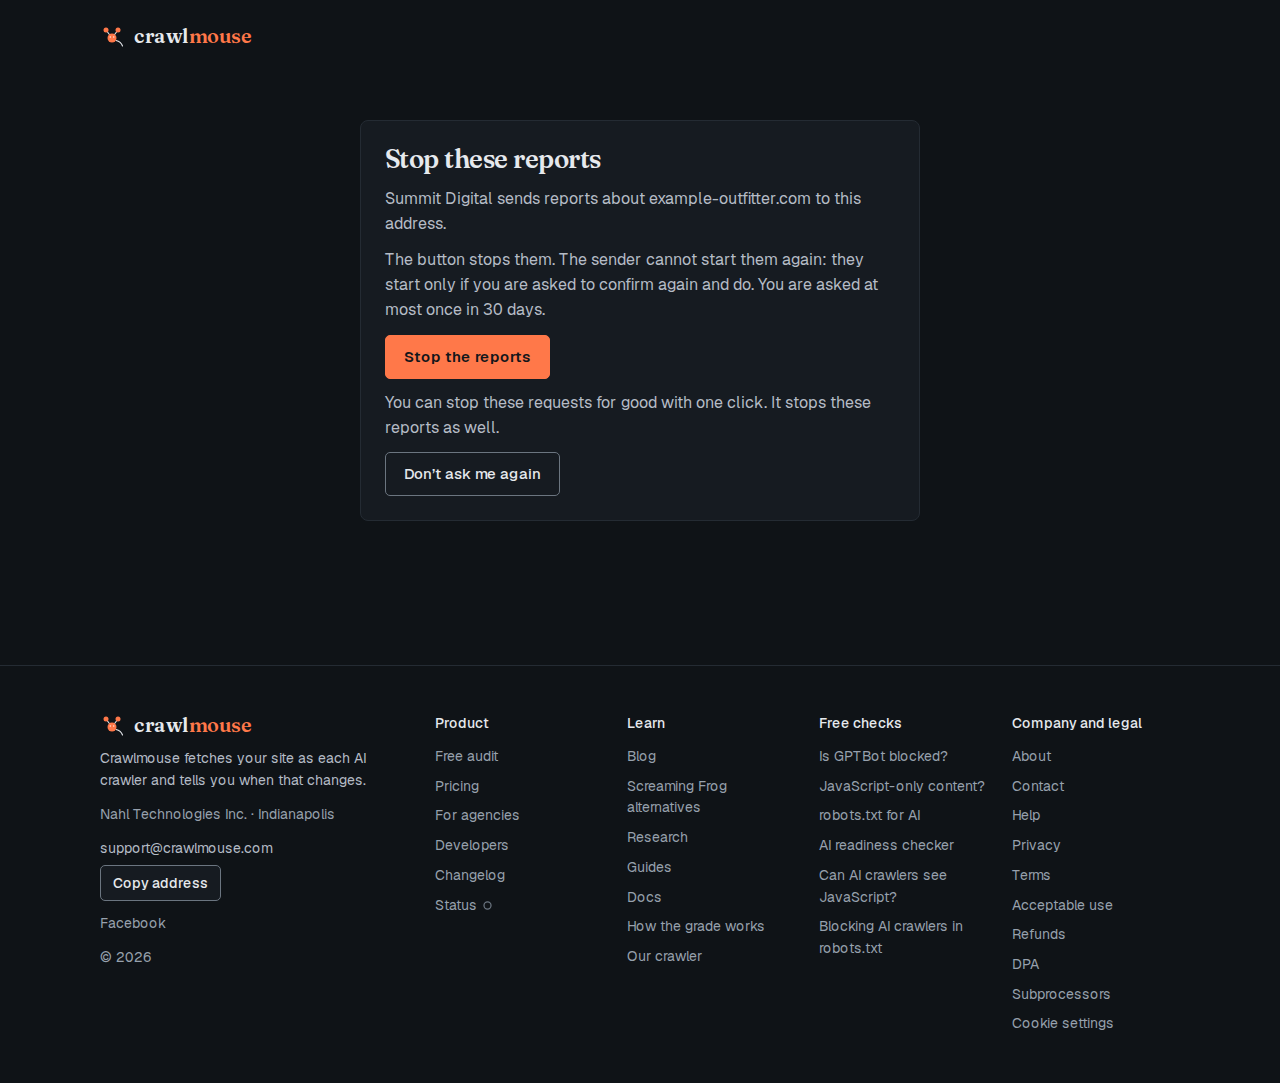 crawlmouse
Stop these reports
Summit Digital sends reports about example-outfitter.com to this
address.
The button stops them. The sender cannot start them again: they
start only if you are asked to confirm again and do. You are asked at
most once in 30 days.
Stop the reports
You can stop these requests for good with one click. It stops these
reports as well.
Don’t ask me again
crawlmouse
Crawlmouse fetches your site as each AI
crawler and tells you when that changes.
Nahl Technologies Inc. · Indianapolis
support@crawlmouse.com
Copy address
Facebook
© 2026
Product
Free audit
Pricing
For agencies
Developers
Changelog
Status
Learn
Blog
Screaming Frog
alternatives
Research
Guides
Docs
How the grade works
Our crawler
Free checks
Is GPTBot blocked?
JavaScript-only content?
robots.txt for AI
AI readiness checker
Can AI crawlers see
JavaScript?
Blocking AI crawlers in
robots.txt
Company and legal
About
Contact
Help
Privacy
Terms
Acceptable use
Refunds
DPA
Subprocessors
Cookie settings